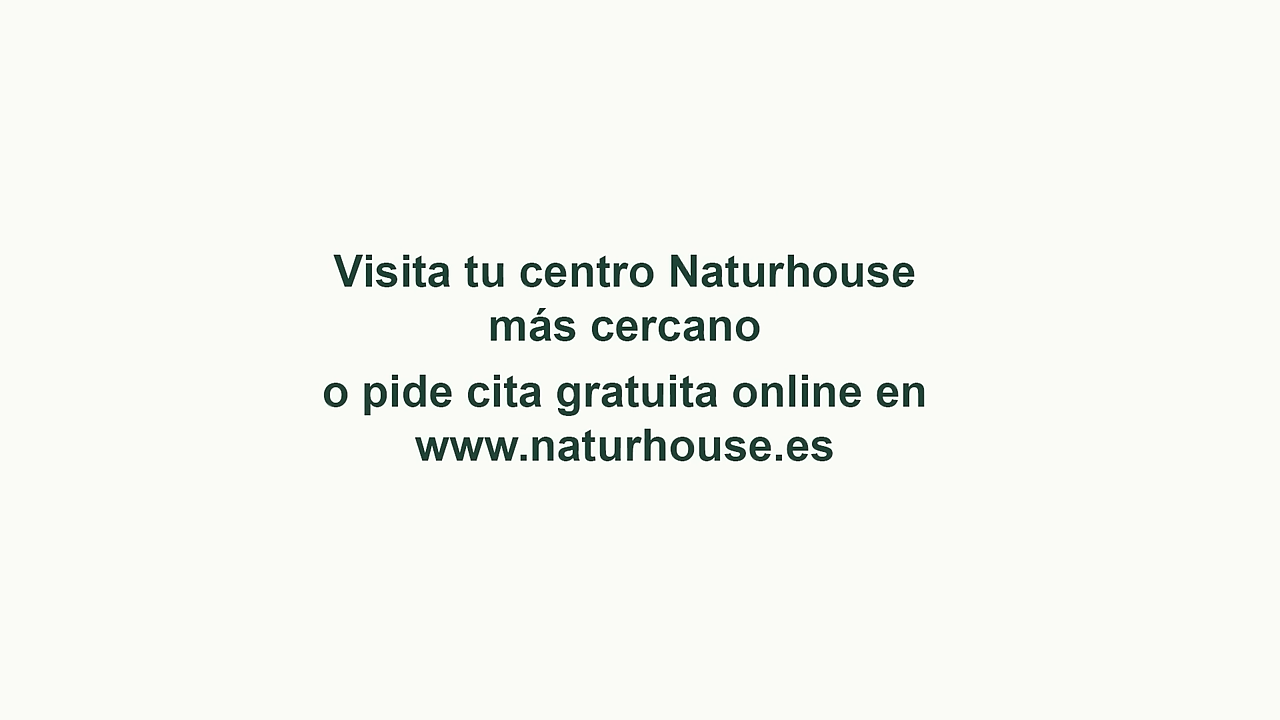 Visita tu centro Naturhouse
más cercano
o pide cita gratuita online en
www.naturhouse.es